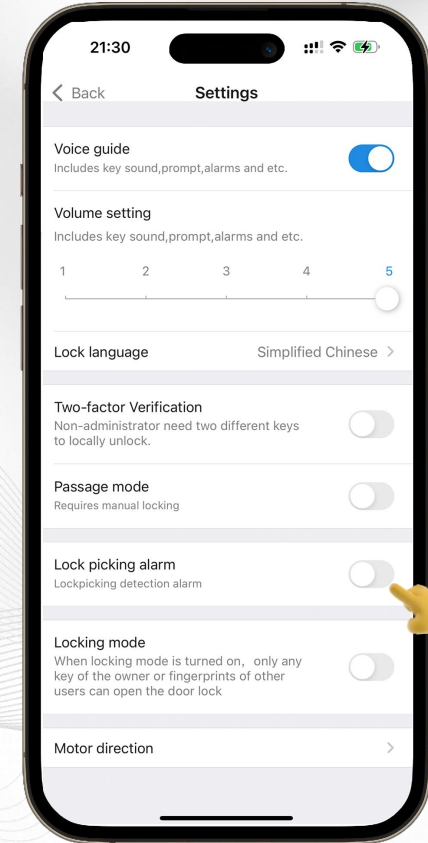 21:30
Back
Settings
Voice guide
Includes key sound,prompt,alarms and etc.
Volume setting
Includes key sound,prompt,alarms and etc.
1 2 3 4 5
Lock language
Simplified Chinese
Two-factor Verification
Non-administrator need two different keys
to locally unlock.
Passage mode
Requires manual locking
Lock picking alarm
Lockpicking detection alarm
Locking mode
When locking mode is turned on，only any
key of the owner or fingerprints of other
users can open the door lock
Motor direction